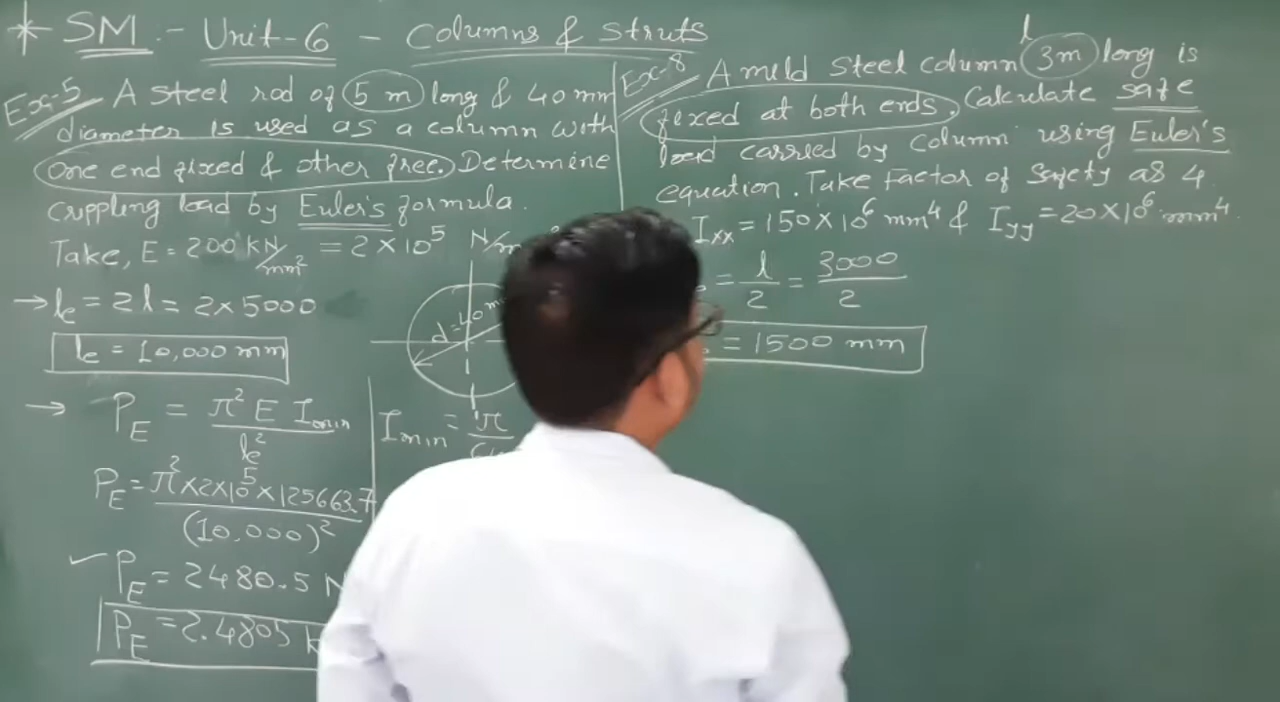 * SM - Unit-6 - Columns & Struts
Ex-5 A steel rod of 5 m long & 40 mm
diameter is used as a column with
one end fixed & other free. Determine
crippling load by Euler's formula.
Take, E = 200 kN/mm² = 2 × 10⁵ N/m
→ le = 2l = 2 × 5000
le = 10,000 mm
d=40 m
→ P_E = π² E Imin / le²
Imin = π
P_E = π² × 2 × 10⁵ × 125663.7 / (10,000)²
P_E = 2480.5 N
P_E = 2.4805 k
Ex-8 A mild steel column 3m long is
l
fixed at both ends. Calculate safe
load carried by column using Euler's
equation. Take Factor of Safety as 4
Ixx = 150 × 10⁶ mm⁴ & Iyy = 20 × 10⁶ mm⁴.
= l/2 = 3000/2
= 1500 mm